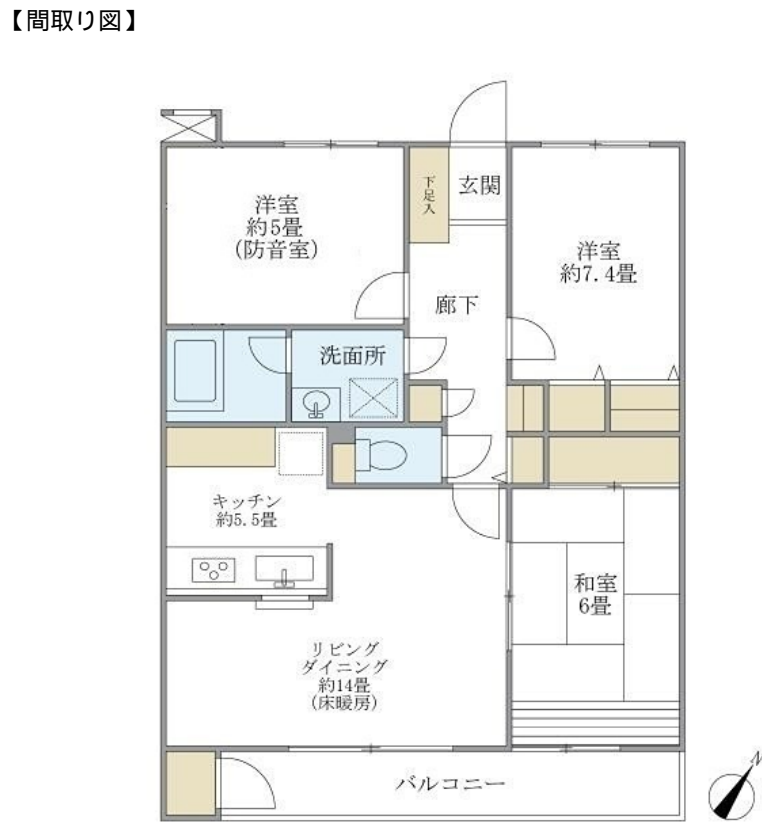 【間取り図】
洋室
約5畳
(防音室)
下足入
玄関
洋室
約7.4畳
廊下
洗面所
キッチン
約5.5畳
和室
6畳
リビング
ダイニング
約14畳
(床暖房)
バルコニー
N